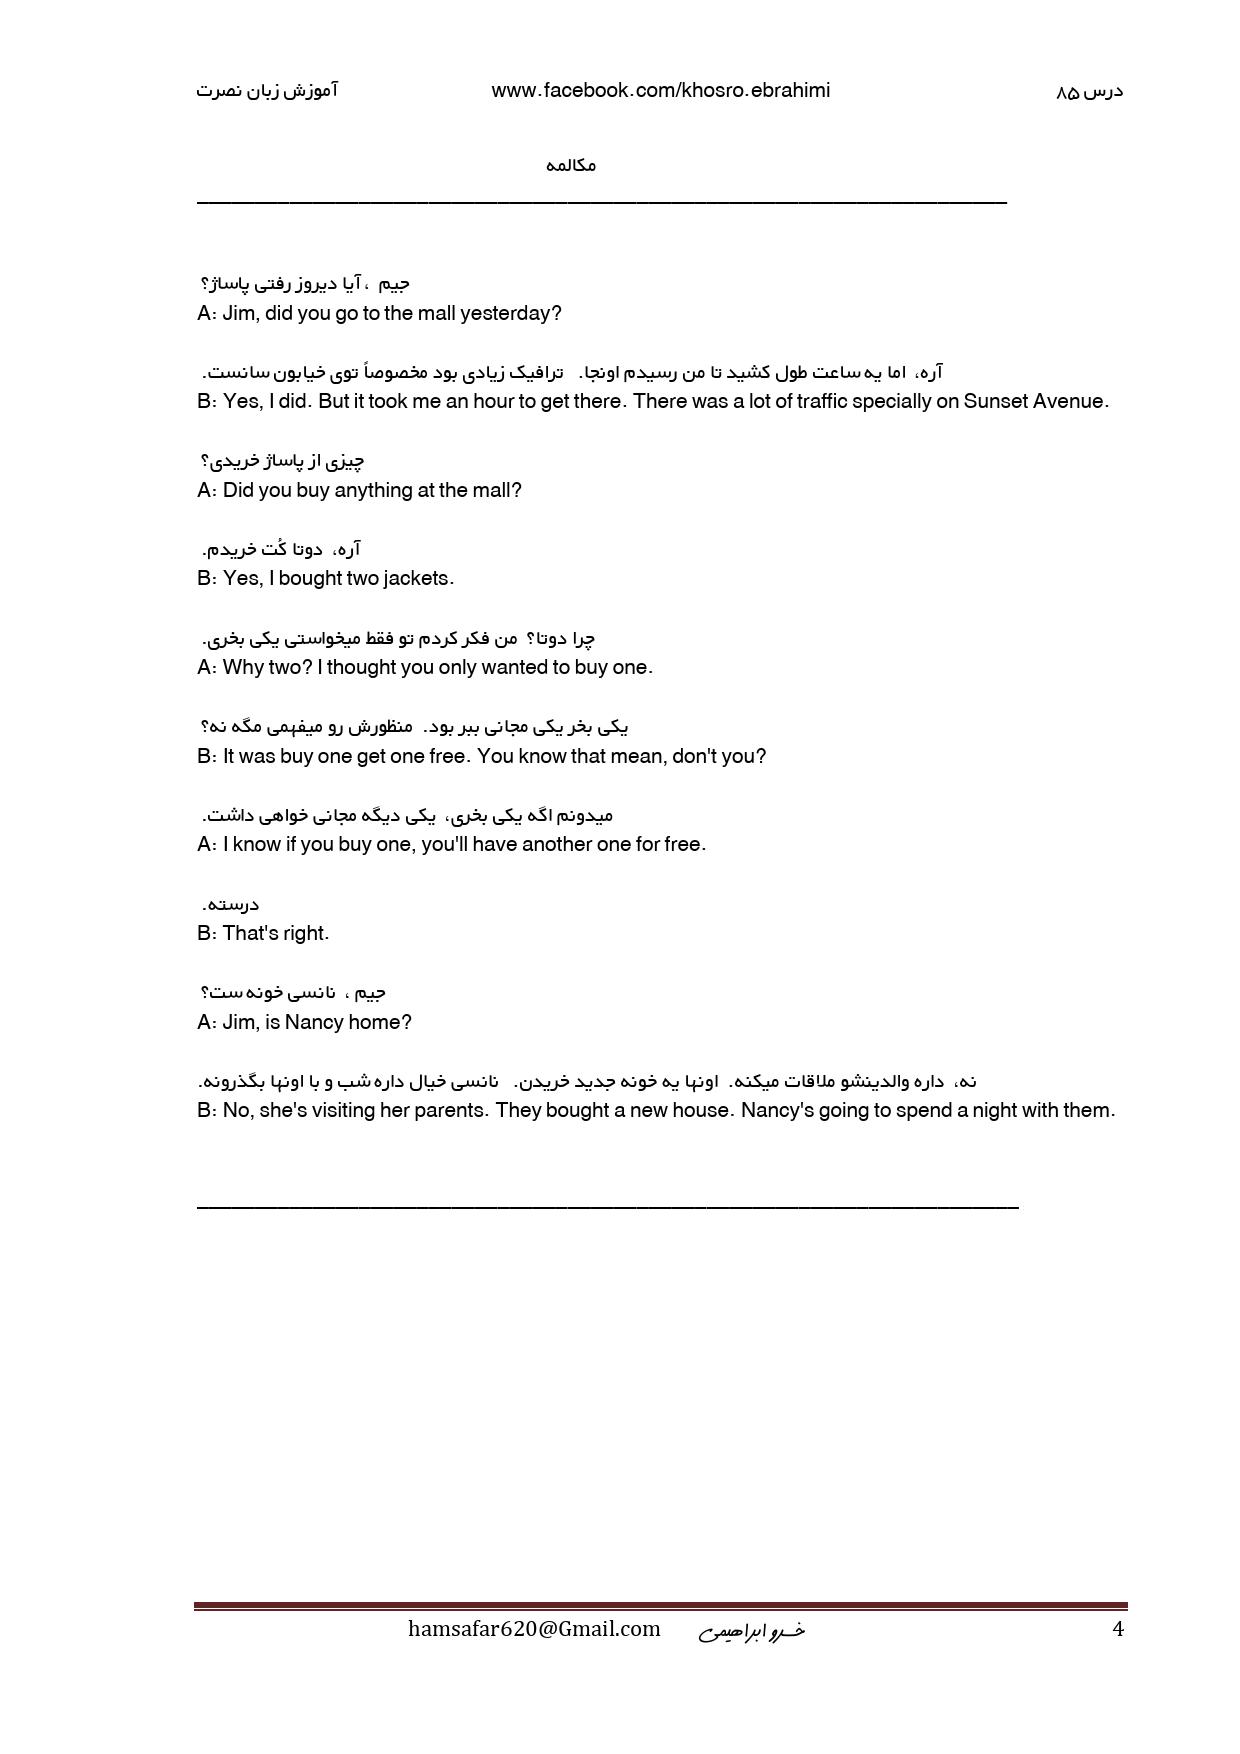 درس ۸۵ www.facebook.com/khosro.ebrahimi آموزش زبان نصرت
مکالمه
جیم ، آیا دیروز رفتی پاساژ؟
A: Jim, did you go to the mall yesterday?
آره، اما یه ساعت طول کشید تا من رسیدم اونجا. ترافیک زیادی بود مخصوصاً توی خیابون سانست.
B: Yes, I did. But it took me an hour to get there. There was a lot of traffic specially on Sunset Avenue.
چیزی از پاساژ خریدی؟
A: Did you buy anything at the mall?
آره، دوتا کُت خریدم.
B: Yes, I bought two jackets.
چرا دوتا؟ من فکر کردم تو فقط میخواستی یکی بخری.
A: Why two? I thought you only wanted to buy one.
یکی بخر یکی مجانی ببر بود. منظورش رو میفهمی مگه نه؟
B: It was buy one get one free. You know that mean, don't you?
میدونم اگه یکی بخری، یکی دیگه مجانی خواهی داشت.
A: I know if you buy one, you'll have another one for free.
درسته.
B: That's right.
جیم ، نانسی خونه ست؟
A: Jim, is Nancy home?
نه، داره والدینشو ملاقات میکنه. اونها یه خونه جدید خریدن. نانسی خیال داره شب و با اونها بگذرونه.
B: No, she's visiting her parents. They bought a new house. Nancy's going to spend a night with them.
hamsafar620@Gmail.com خسرو ابراهیمی 4